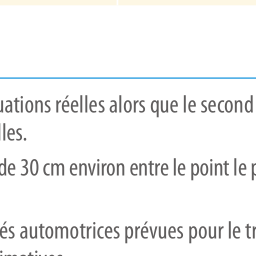 uations réelles alors que le second
lles.
de 30 cm environ entre le point le p
és automotrices prévues pour le tr